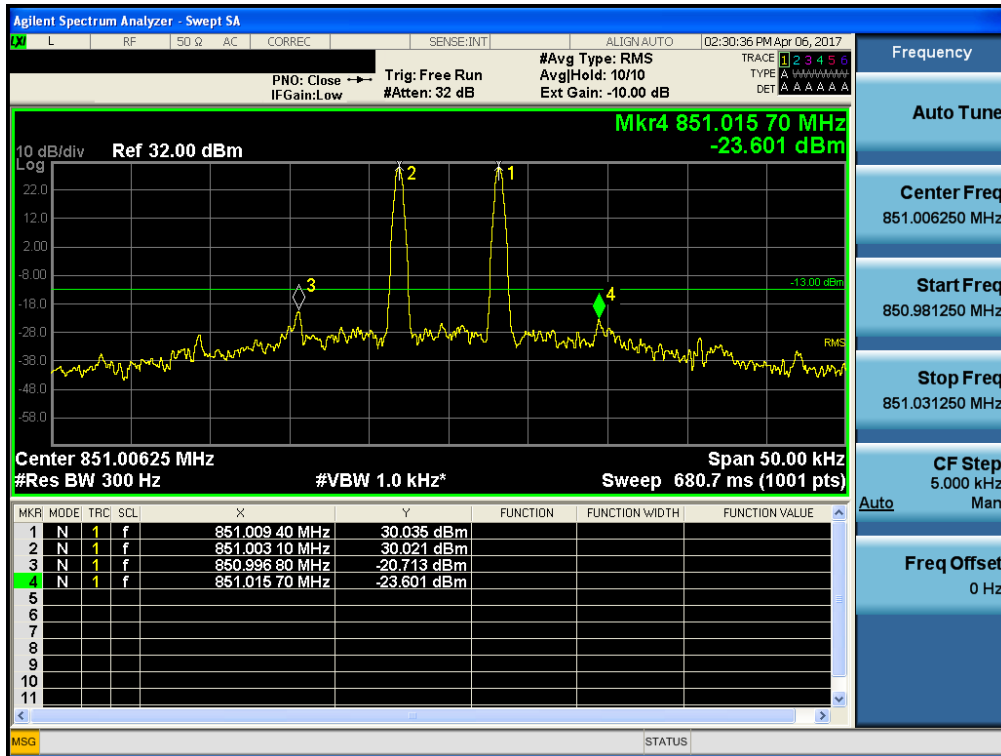 Agilent Spectrum Analyzer - Swept SA
LXI L RF 50 Ω AC CORREC SENSE:INT ALIGN AUTO 02:30:36 PM Apr 06, 2017
PNO: Close IFGain:Low
Trig: Free Run
#Atten: 32 dB
#Avg Type: RMS
Avg|Hold: 10/10
Ext Gain: -10.00 dB
TRACE 1 2 3 4 5 6
TYPE A
DET A A A A A A
Mkr4 851.015 70 MHz
-23.601 dBm
10 dB/div Ref 32.00 dBm
Log
22.0
12.0
2.00
-8.00
-18.0
-28.0
-38.0
-48.0
-58.0
2
1
3
4
-13.00 dBm
RMS
Center 851.00625 MHz Span 50.00 kHz
#Res BW 300 Hz #VBW 1.0 kHz* Sweep 680.7 ms (1001 pts)
MKR MODE TRC SCL X Y FUNCTION FUNCTION WIDTH FUNCTION VALUE
1 N 1 f 851.009 40 MHz 30.035 dBm
2 N 1 f 851.003 10 MHz 30.021 dBm
3 N 1 f 850.996 80 MHz -20.713 dBm
4 N 1 f 851.015 70 MHz -23.601 dBm
5
6
7
8
9
10
11
MSG STATUS
Frequency
Auto Tune
Center Freq
851.006250 MHz
Start Freq
850.981250 MHz
Stop Freq
851.031250 MHz
CF Step
5.000 kHz
Auto Man
Freq Offset
0 Hz